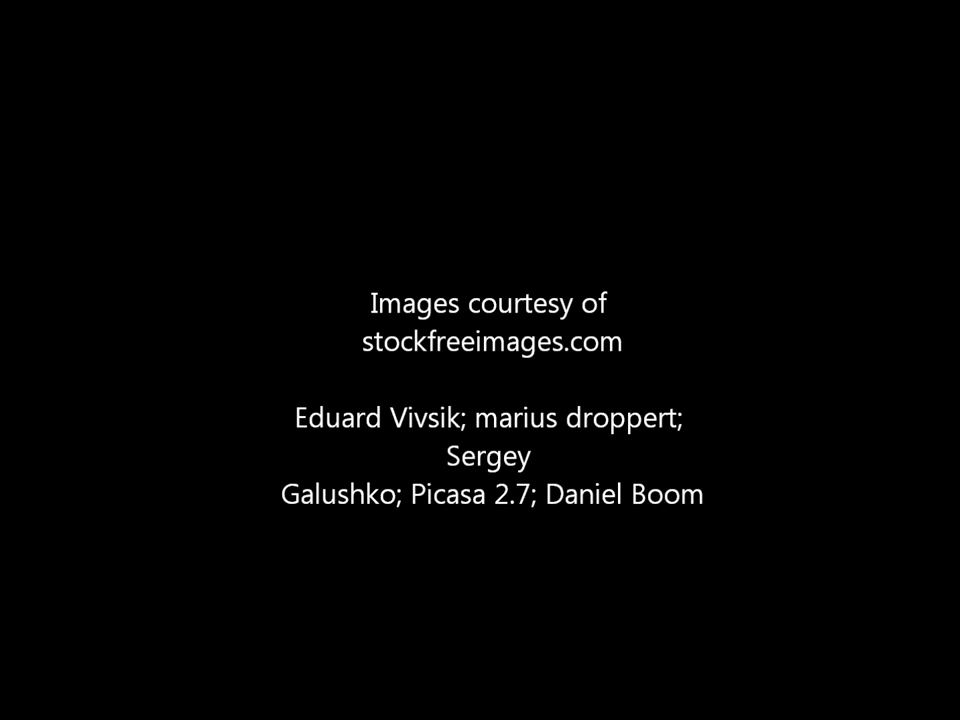 Images courtesy of
stockfreeimages.com
Eduard Vivsik; marius droppert;
Sergey
Galushko; Picasa 2.7; Daniel Boom